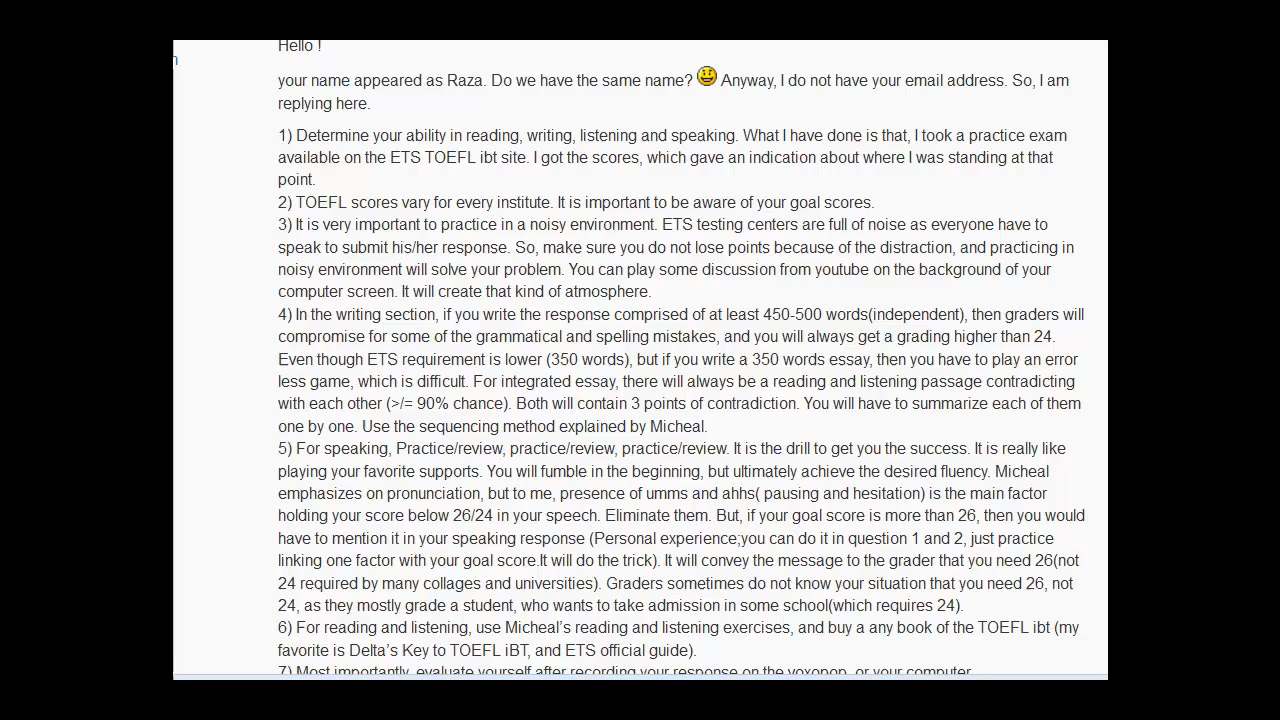 Hello !
n
your name appeared as Raza. Do we have the same name? Anyway, I do not have your email address. So, I am
replying here.
1) Determine your ability in reading, writing, listening and speaking. What I have done is that, I took a practice exam
available on the ETS TOEFL ibt site. I got the scores, which gave an indication about where I was standing at that
point.
2) TOEFL scores vary for every institute. It is important to be aware of your goal scores.
3) It is very important to practice in a noisy environment. ETS testing centers are full of noise as everyone have to
speak to submit his/her response. So, make sure you do not lose points because of the distraction, and practicing in
noisy environment will solve your problem. You can play some discussion from youtube on the background of your
computer screen. It will create that kind of atmosphere.
4) In the writing section, if you write the response comprised of at least 450-500 words(independent), then graders will
compromise for some of the grammatical and spelling mistakes, and you will always get a grading higher than 24.
Even though ETS requirement is lower (350 words), but if you write a 350 words essay, then you have to play an error
less game, which is difficult. For integrated essay, there will always be a reading and listening passage contradicting
with each other (>/= 90% chance). Both will contain 3 points of contradiction. You will have to summarize each of them
one by one. Use the sequencing method explained by Micheal.
5) For speaking, Practice/review, practice/review, practice/review. It is the drill to get you the success. It is really like
playing your favorite supports. You will fumble in the beginning, but ultimately achieve the desired fluency. Micheal
emphasizes on pronunciation, but to me, presence of umms and ahhs( pausing and hesitation) is the main factor
holding your score below 26/24 in your speech. Eliminate them. But, if your goal score is more than 26, then you would
have to mention it in your speaking response (Personal experience;you can do it in question 1 and 2, just practice
linking one factor with your goal score.It will do the trick). It will convey the message to the grader that you need 26(not
24 required by many collages and universities). Graders sometimes do not know your situation that you need 26, not
24, as they mostly grade a student, who wants to take admission in some school(which requires 24).
6) For reading and listening, use Micheal's reading and listening exercises, and buy a any book of the TOEFL ibt (my
favorite is Delta's Key to TOEFL iBT, and ETS official guide).
7) Most importantly, evaluate yourself after recording your response on the voxopop, or your computer